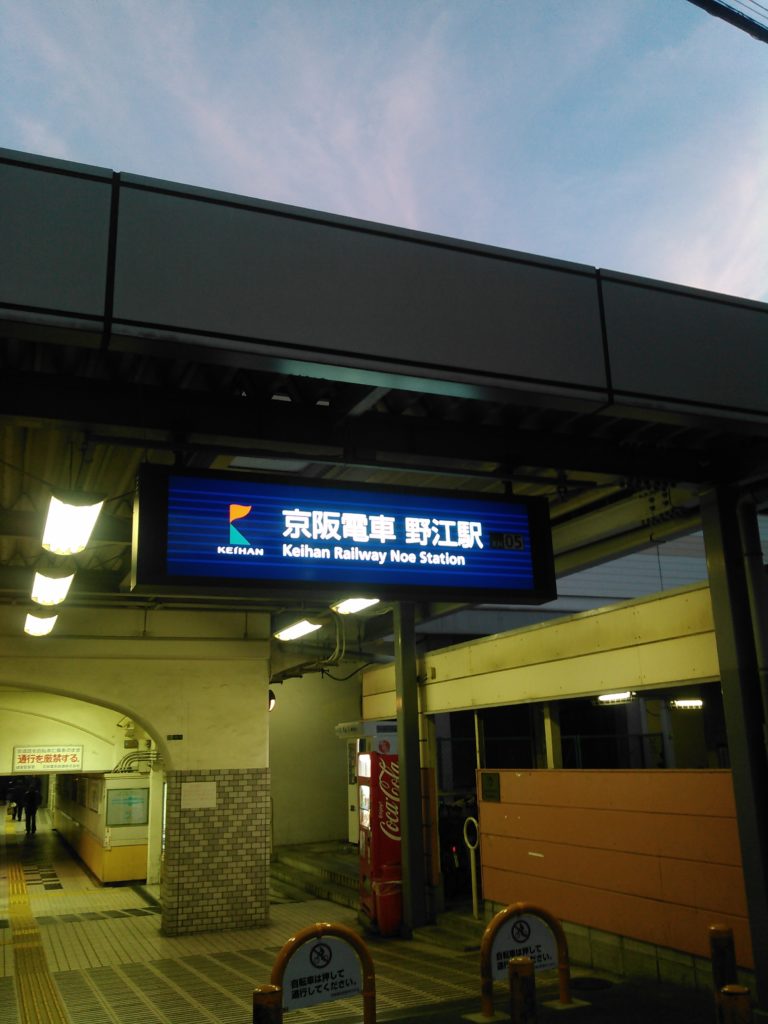 京阪電車 野江駅
KH05
KEIHAN
Keihan Railway Noe Station
通行を厳禁する。
Coca-Cola
自転車は押して
通行してください。
自転車は押して
通行してください。